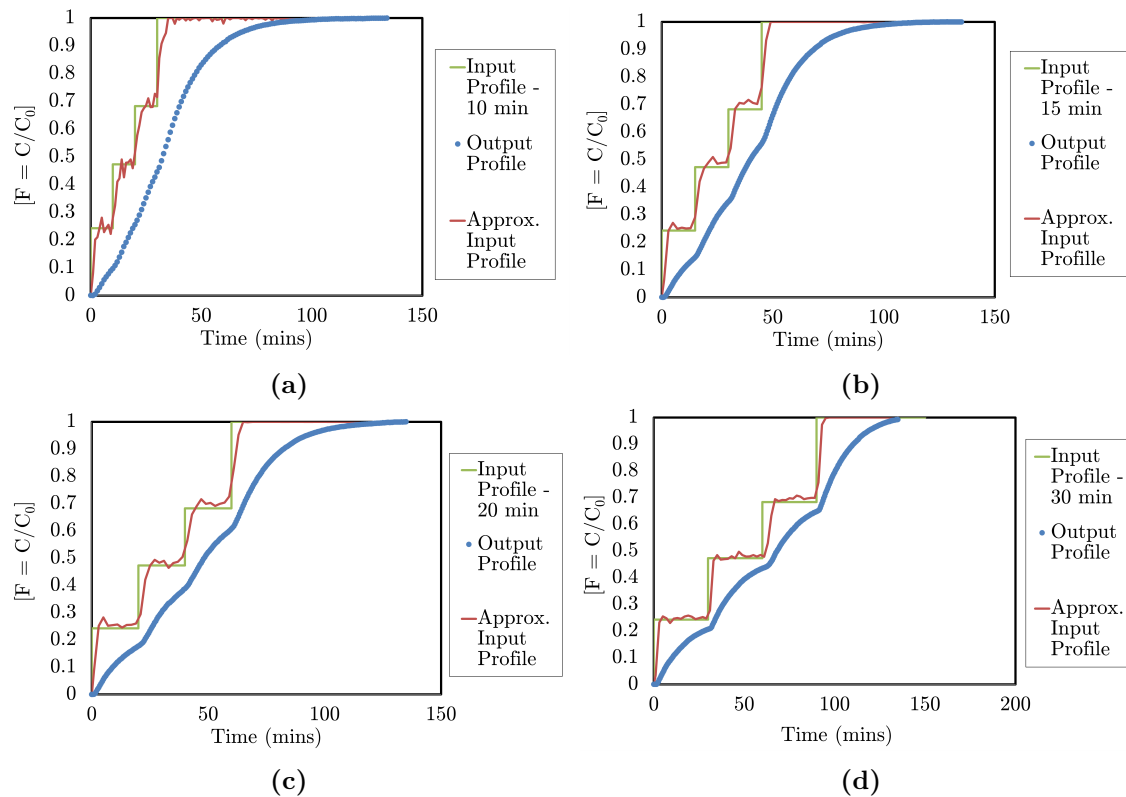 1
0.9
0.8
0.7
0.6
0.5
0.4
0.3
0.2
0.1
0
[F = C/C0]
0
50
100
150
Time (mins)
Input
Profile -
10 min
Output
Profile
Approx.
Input
Profile
(a)
1
0.9
0.8
0.7
0.6
0.5
0.4
0.3
0.2
0.1
0
[F = C/C0]
0
50
100
150
Time (mins)
Input
Profile -
15 min
Output
Profile
Approx.
Input
Profille
(b)
1
0.9
0.8
0.7
0.6
0.5
0.4
0.3
0.2
0.1
0
[F = C/C0]
0
50
100
150
Time (mins)
Input
Profile -
20 min
Output
Profile
Approx.
Input
Profile
(c)
1
0.9
0.8
0.7
0.6
0.5
0.4
0.3
0.2
0.1
0
[F = C/C0]
0
50
100
150
200
Time (mins)
Input
Profile -
30 min
Output
Profile
Approx.
Input
Profile
(d)